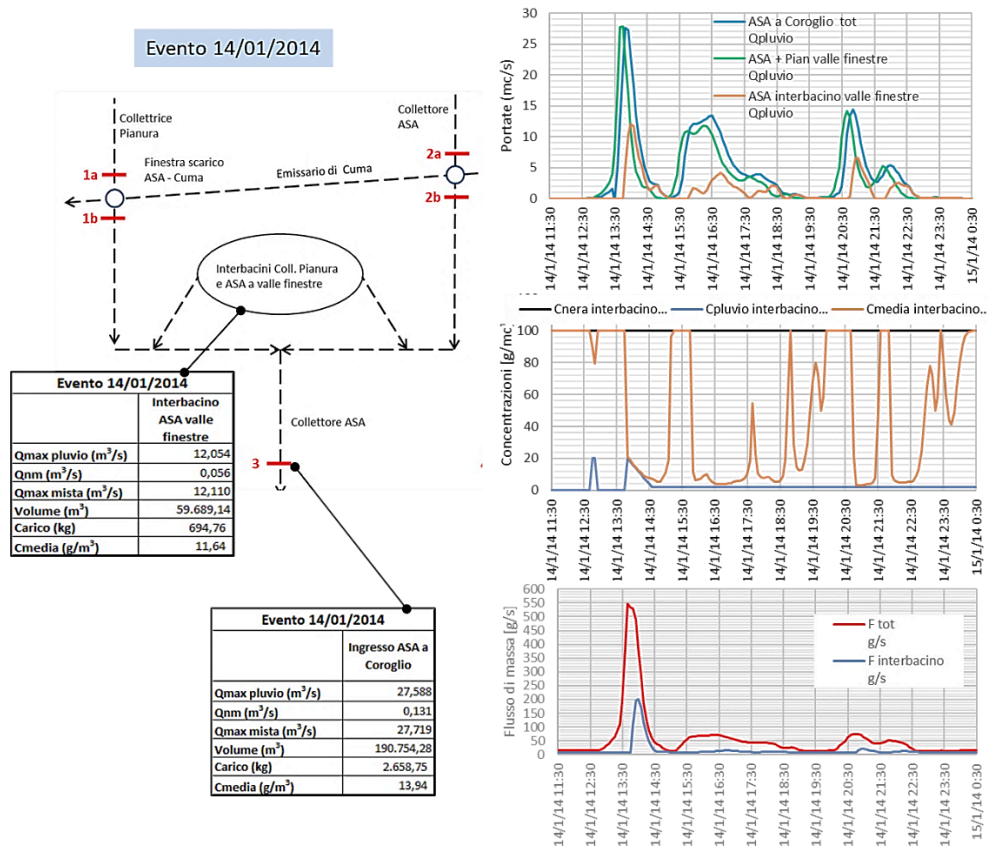 Evento 14/01/2014
Collettrice
Pianura
Collettore
ASA
1a
2a
Finestra scarico
ASA - Cuma
Emissario di Cuma
1b
2b
Interbacini Coll. Pianura
e ASA a valle finestre
Collettore ASA
3
Evento 14/01/2014
Interbacino
ASA valle
finestre
Qmax pluvio (m³/s) 12,054
Qnm (m³/s) 0,056
Qmax mista (m³/s) 12,110
Volume (m³) 59.689,14
Carico (kg) 694,76
Cmedia (g/m³) 11,64
Evento 14/01/2014
Ingresso ASA a
Coroglio
Qmax pluvio (m³/s) 27,588
Qnm (m³/s) 0,131
Qmax mista (m³/s) 27,719
Volume (m³) 190.754,28
Carico (kg) 2.658,75
Cmedia (g/m³) 13,94
Portate (mc/s)
30
25
20
15
10
5
0
ASA a Coroglio tot
Qpluvio
ASA + Pian valle finestre
Qpluvio
ASA interbacino valle finestre
Qpluvio
14/1/14 11:30
14/1/14 12:30
14/1/14 13:30
14/1/14 14:30
14/1/14 15:30
14/1/14 16:30
14/1/14 17:30
14/1/14 18:30
14/1/14 19:30
14/1/14 20:30
14/1/14 21:30
14/1/14 22:30
14/1/14 23:30
15/1/14 0:30
Cnera interbacino...
Cpluvio interbacino...
Cmedia interbacino..
Concentrazioni [g/mc]
100
80
60
40
20
0
14/1/14 11:30
14/1/14 12:30
14/1/14 13:30
14/1/14 14:30
14/1/14 15:30
14/1/14 16:30
14/1/14 17:30
14/1/14 18:30
14/1/14 19:30
14/1/14 20:30
14/1/14 21:30
14/1/14 22:30
14/1/14 23:30
15/1/14 0:30
Flusso di massa [g/s]
600
550
500
450
400
350
300
250
200
150
100
50
0
F tot
g/s
F interbacino
g/s
14/1/14 11:30
14/1/14 12:30
14/1/14 13:30
14/1/14 14:30
14/1/14 15:30
14/1/14 16:30
14/1/14 17:30
14/1/14 18:30
14/1/14 19:30
14/1/14 20:30
14/1/14 21:30
14/1/14 22:30
14/1/14 23:30
15/1/14 0:30